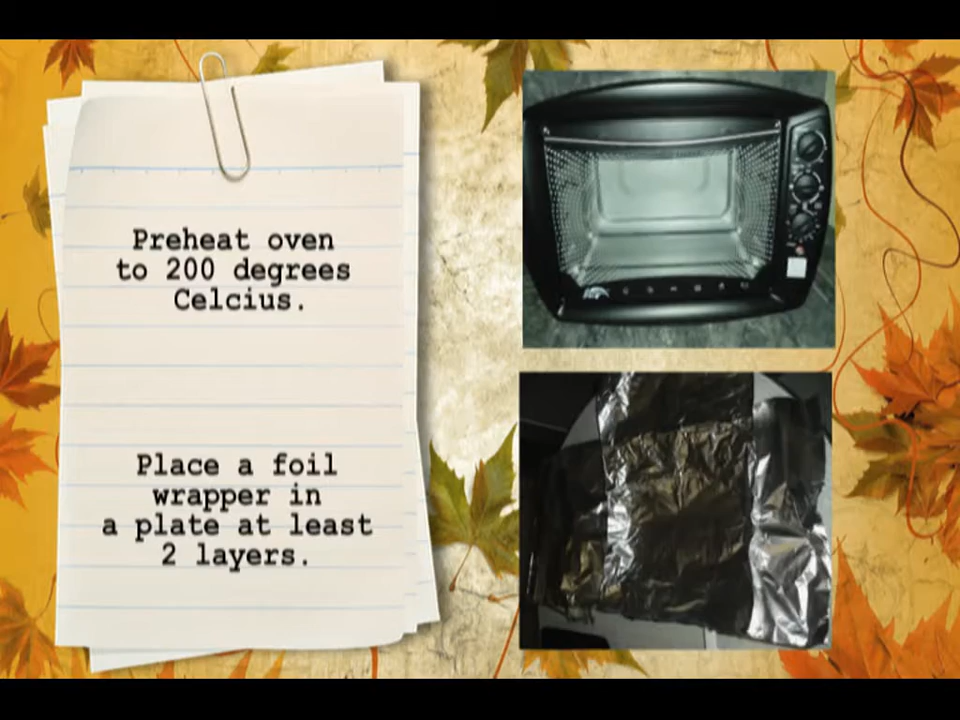 Preheat oven
to 200 degrees
Celcius.
Place a foil
wrapper in
a plate at least
2 layers.